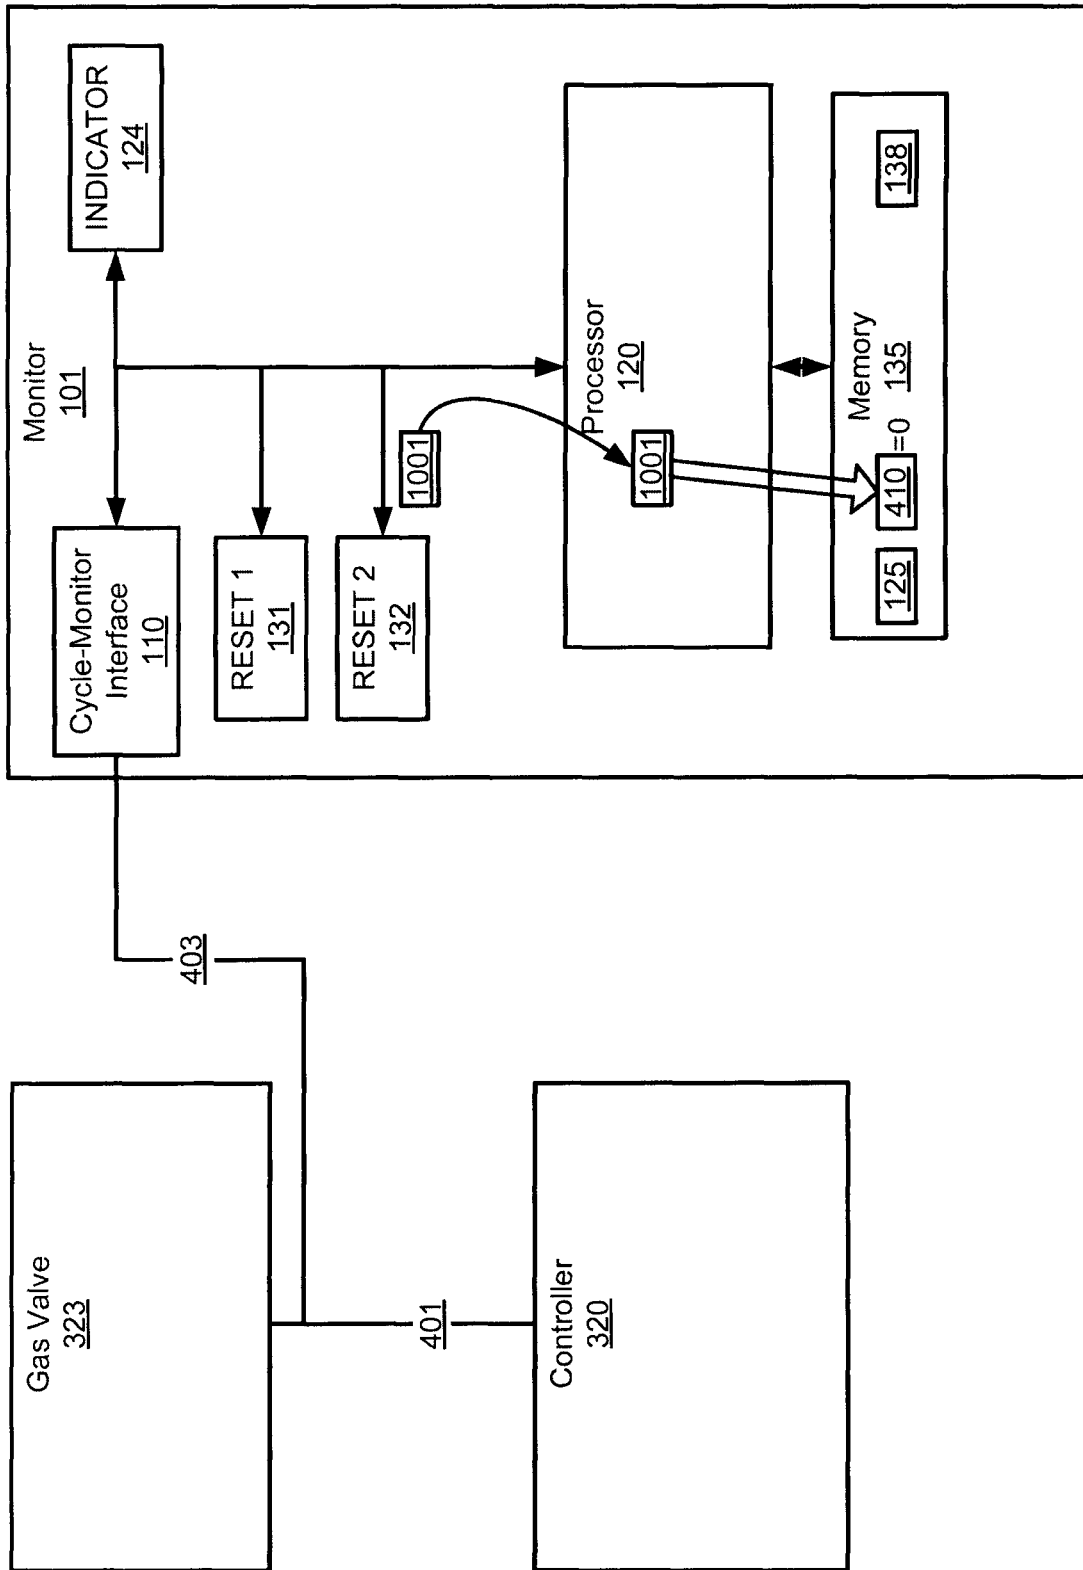 Gas Valve
323
401
Controller
320
403
Monitor
101
Cycle-Monitor
Interface
110
INDICATOR
124
RESET 1
131
RESET 2
132
1001
Processor
120
1001
Memory
135
125
410 =0
138